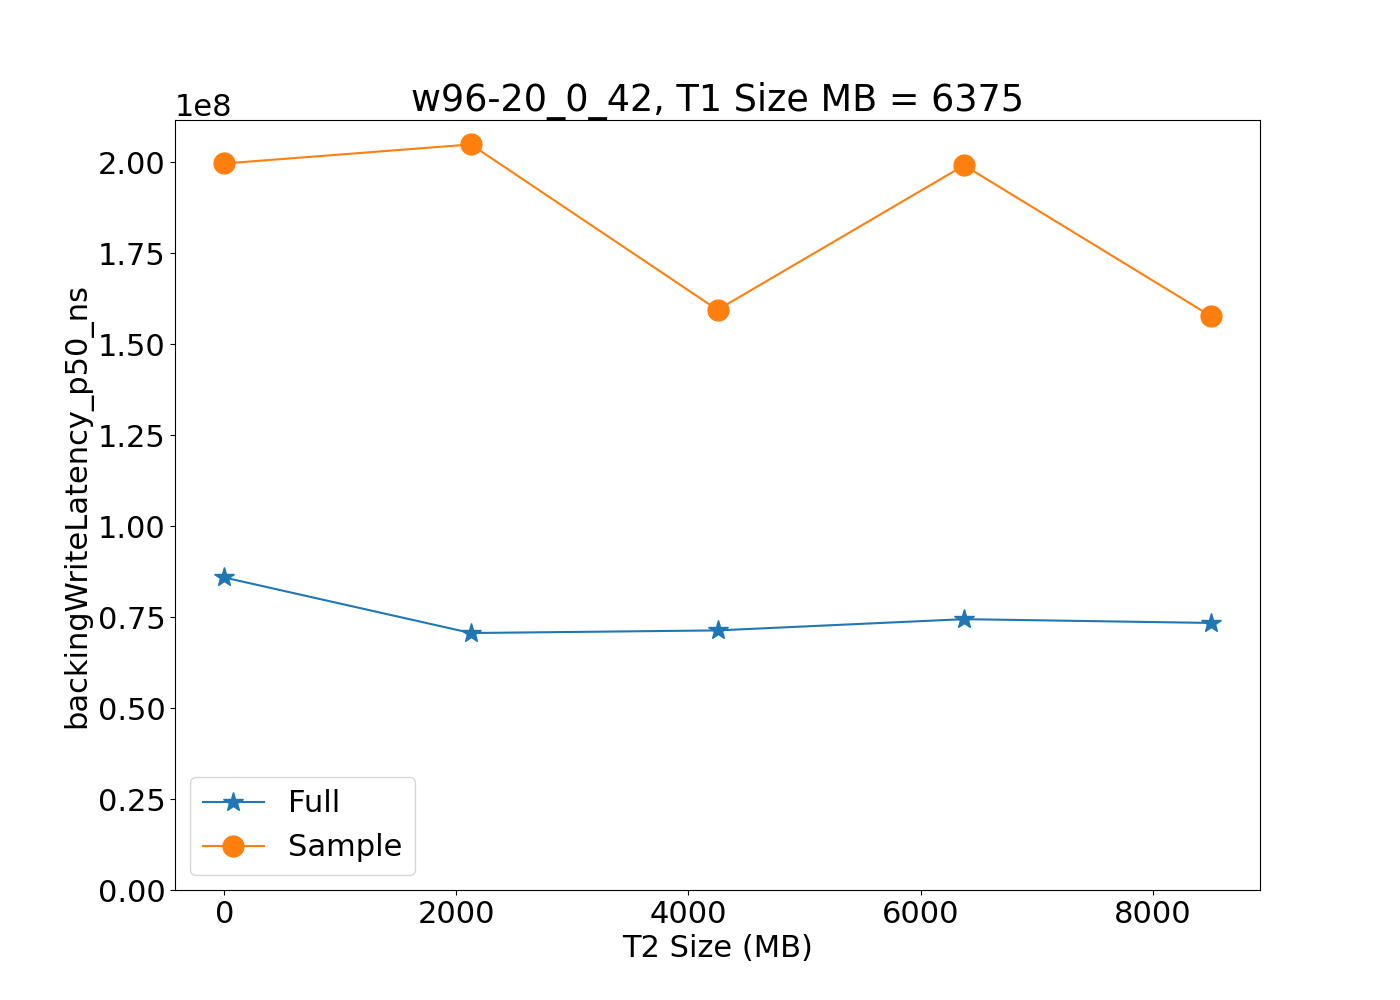 w96-20_0_42, T1 Size MB = 6375
1e8
2.00
1.75
1.50
1.25
1.00
0.75
0.50
0.25
0.00
backingWriteLatency_p50_ns
Full
Sample
0 2000 4000 6000 8000
T2 Size (MB)